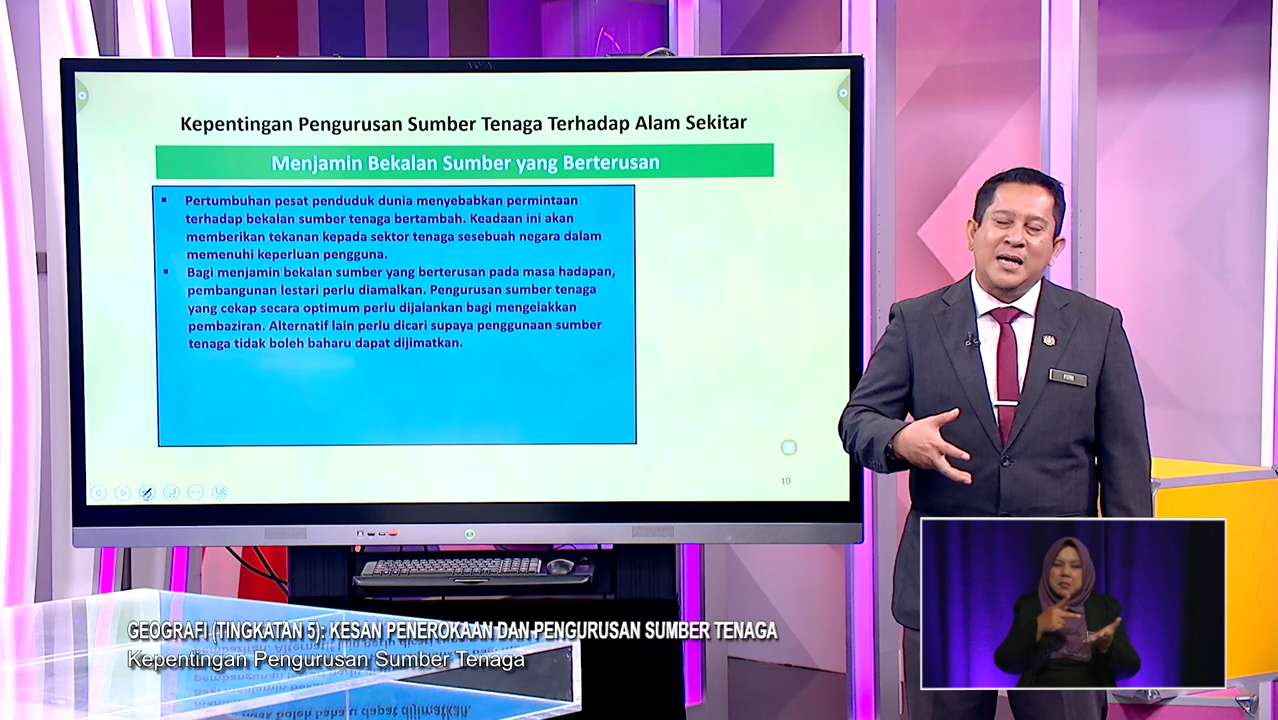 Kepentingan Pengurusan Sumber Tenaga Terhadap Alam Sekitar
Menjamin Bekalan Sumber yang Berterusan
▪ Pertumbuhan pesat penduduk dunia menyebabkan permintaan
terhadap bekalan sumber tenaga bertambah. Keadaan ini akan
memberikan tekanan kepada sektor tenaga sesebuah negara dalam
memenuhi keperluan pengguna.
▪ Bagi menjamin bekalan sumber yang berterusan pada masa hadapan,
pembangunan lestari perlu diamalkan. Pengurusan sumber tenaga
yang cekap secara optimum perlu dijalankan bagi mengelakkan
pembaziran. Alternatif lain perlu dicari supaya penggunaan sumber
tenaga tidak boleh baharu dapat dijimatkan.
19
GEOGRAFI (TINGKATAN 5): KESAN PENEROKAAN DAN PENGURUSAN SUMBER TENAGA
Kepentingan Pengurusan Sumber Tenaga